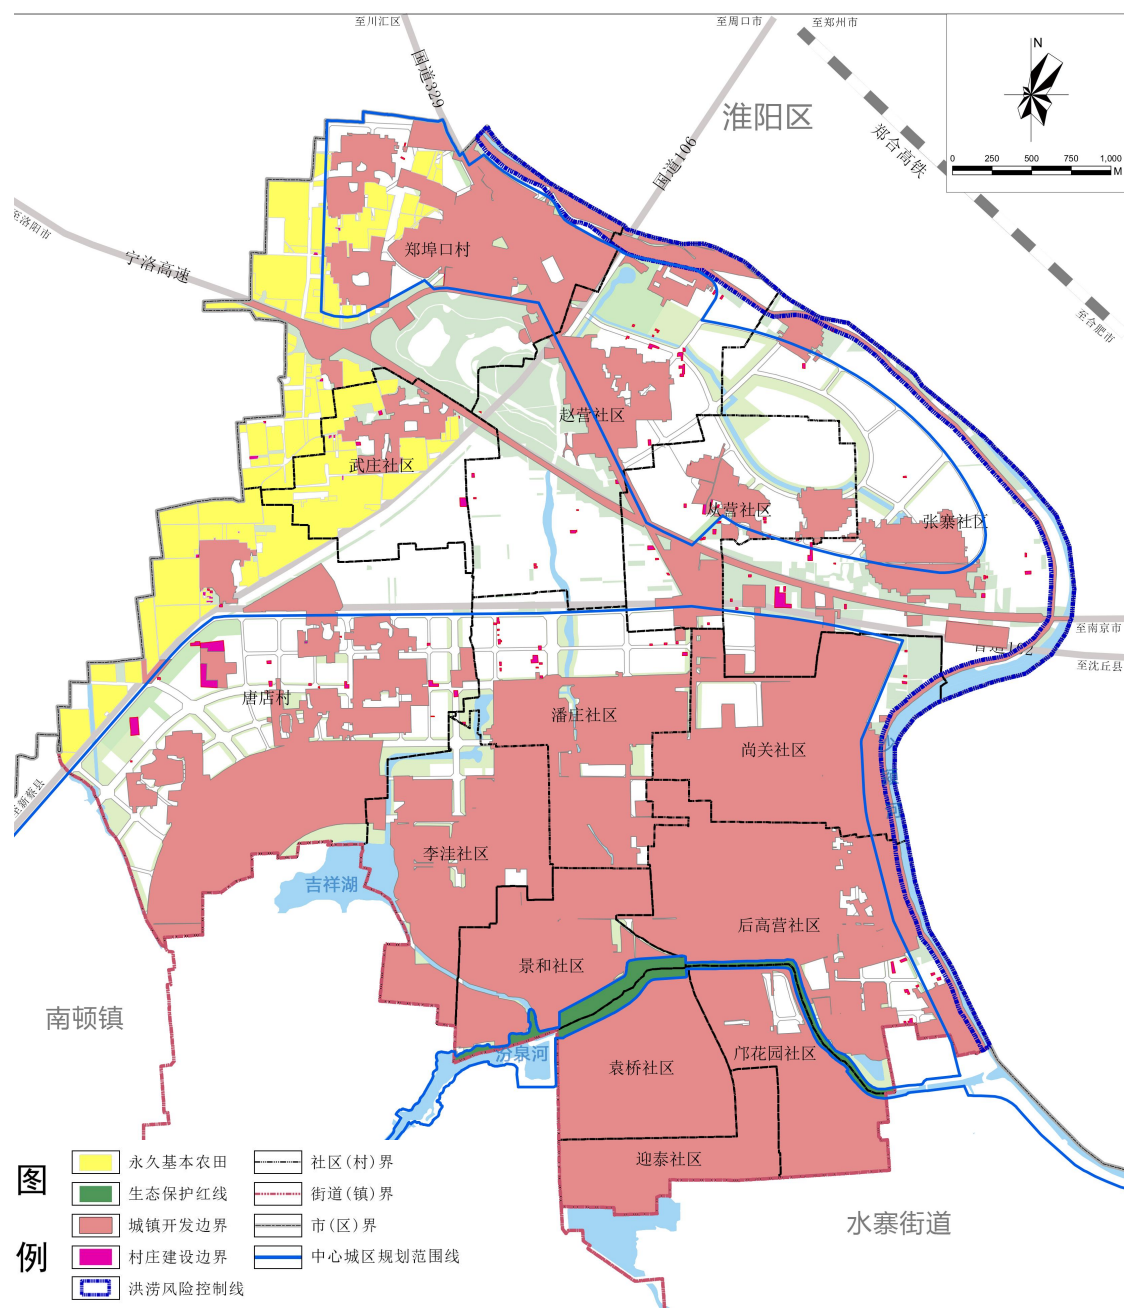 至川汇区
至周口市
至郑州市
N
国道329
淮阳区
国道106
郑合高铁
0 250 500 750 1,000
M
至洛阳市
宁洛高速
郑埠口村
至合肥市
赵营社区
武庄社区
从营社区
张寨社区
至南京市
省道102
至沈丘县
唐店村
潘庄社区
尚关社区
沙颍河
至新蔡县
李洼社区
吉祥湖
后高营社区
景和社区
南顿镇
汾泉河
袁桥社区
邝花园社区
迎泰社区
水寨街道
图例
永久基本农田
社区(村)界
生态保护红线
街道(镇)界
城镇开发边界
市(区)界
村庄建设边界
中心城区规划范围线
洪涝风险控制线